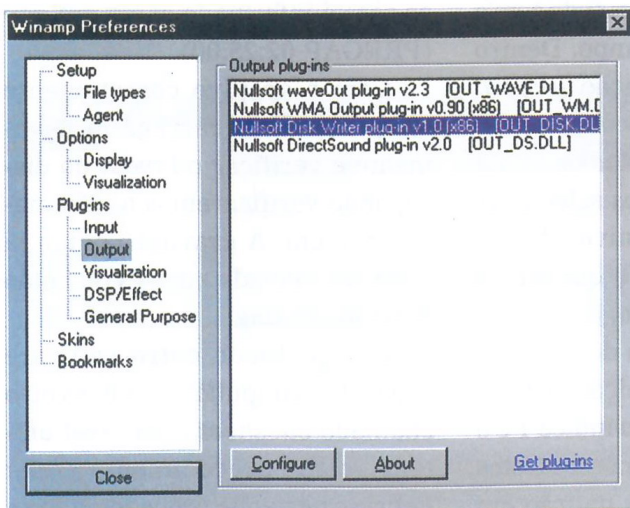 Winamp Preferences
Setup
File types
Agent
Options
Display
Visualization
Plug-ins
Input
Output
Visualization
DSP/Effect
General Purpose
Skins
Bookmarks
Close
Output plug-ins
Nullsoft waveOut plug-in v2.3 [OUT_WAVE.DLL]
Nullsoft WMA Output plug-in v0.90 (x86) [OUT_WM.D
Nullsoft Disk Writer plug-in v1.0 (x86) [OUT_DISK.DL
Nullsoft DirectSound plug-in v2.0 [OUT_DS.DLL]
Configure
About
Get plug-ins